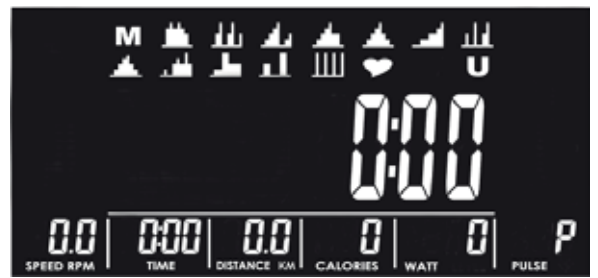 M
U
0:00
0.0 0:00 0.0 0 0 P
SPEED RPM TIME DISTANCE KM CALORIES WATT PULSE